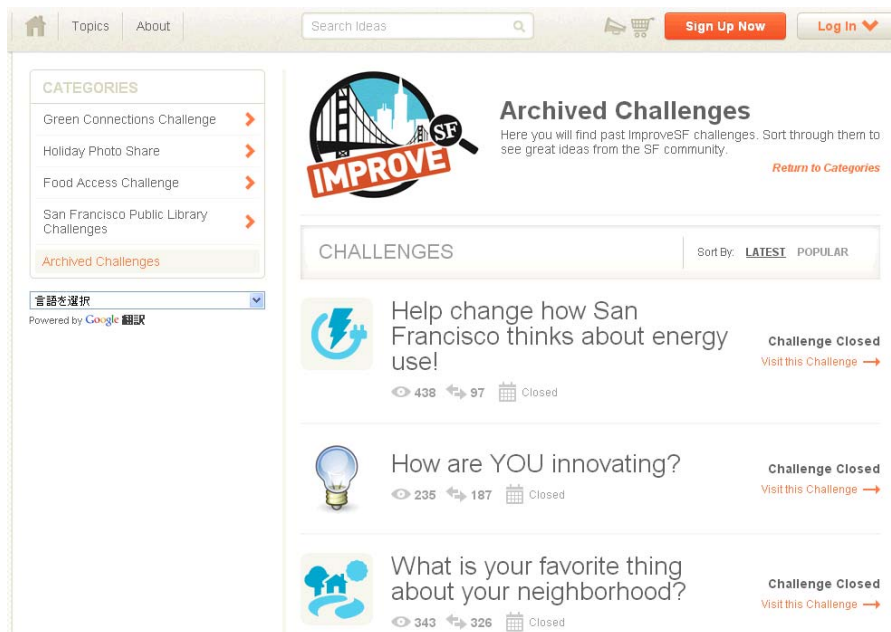 Topics
About
Search Ideas
Sign Up Now
Log In
CATEGORIES
Green Connections Challenge
Holiday Photo Share
Food Access Challenge
San Francisco Public Library
Challenges
Archived Challenges
言語を選択
Powered by Google 翻訳
IMPROVE SF
Archived Challenges
Here you will find past ImproveSF challenges. Sort through them to
see great ideas from the SF community.
Return to Categories
CHALLENGES
Sort By: LATEST POPULAR
Help change how San
Francisco thinks about energy
use!
438 97 Closed
Challenge Closed
Visit this Challenge
How are YOU innovating?
235 187 Closed
Challenge Closed
Visit this Challenge
What is your favorite thing
about your neighborhood?
343 326 Closed
Challenge Closed
Visit this Challenge